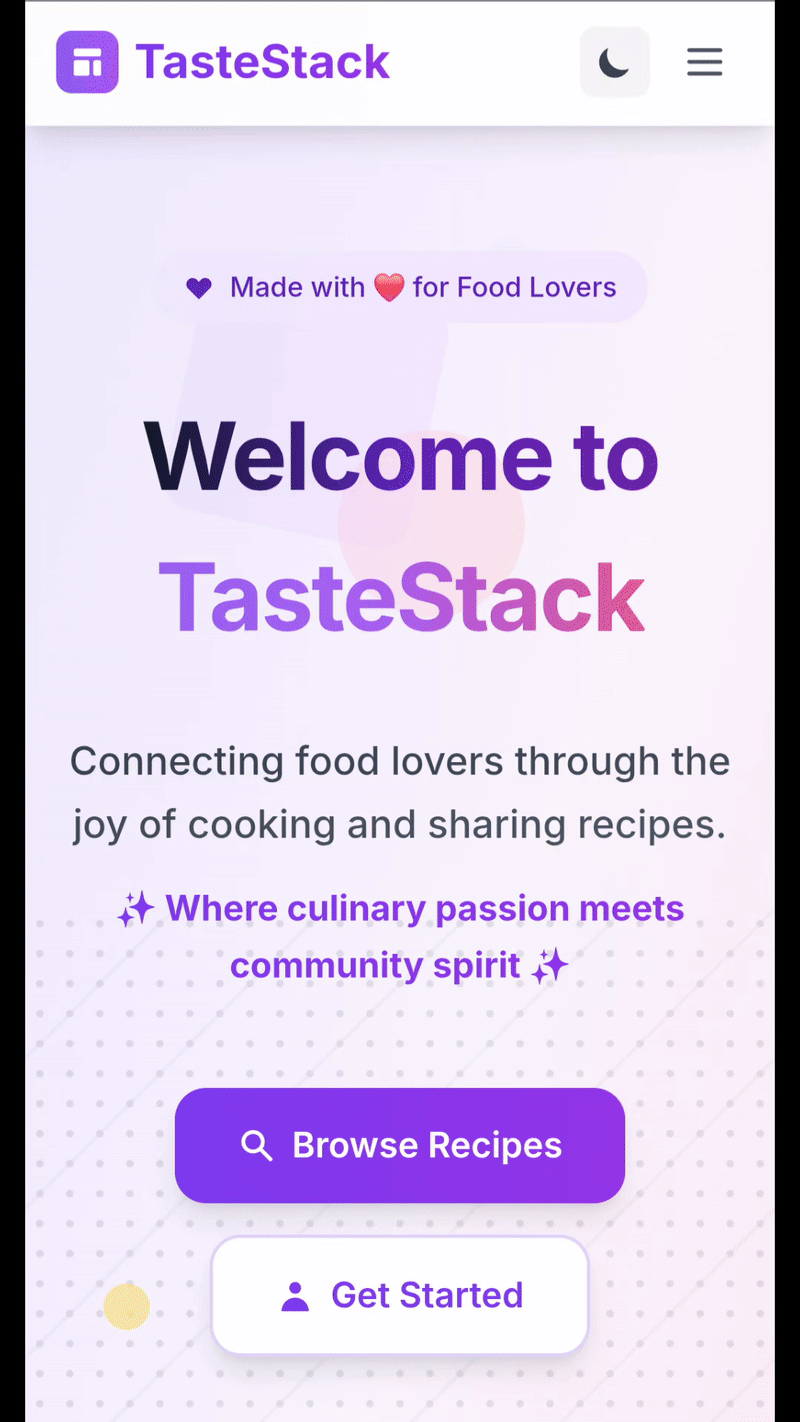 TasteStack
Made with ❤️ for Food Lovers
Welcome to
TasteStack
Connecting food lovers through the
joy of cooking and sharing recipes.
✨ Where culinary passion meets
community spirit ✨
Browse Recipes
Get Started